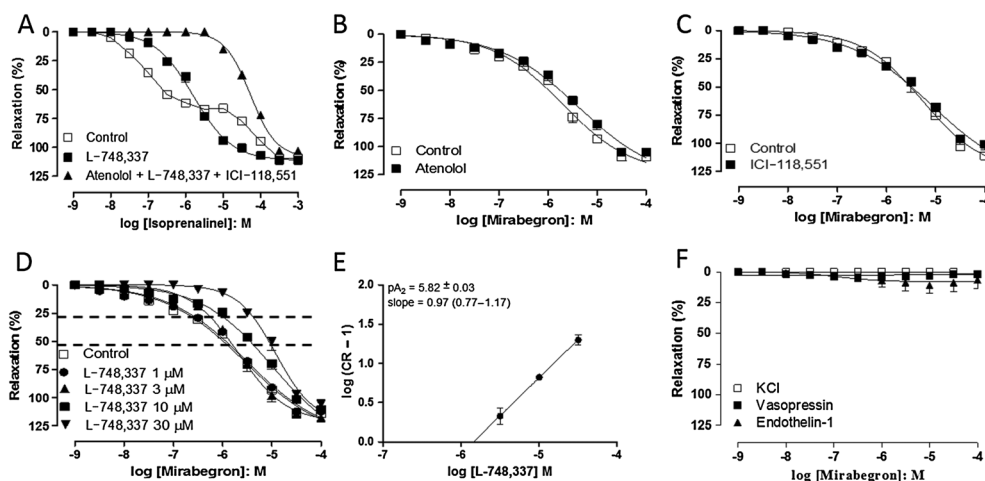 A
Relaxation (%)
0
25
50
75
100
125
Control
L-748,337
Atenolol + L-748,337 + ICI-118,551
-9 -8 -7 -6 -5 -4 -3
log [Isoprenalinel]: M
B
Relaxation (%)
0
25
50
75
100
125
Control
Atenolol
-9 -8 -7 -6 -5 -4
log [Mirabegron]: M
C
Relaxation (%)
0
25
50
75
100
125
Control
ICI-118,551
-9 -8 -7 -6 -5 -4
log [Mirabegron]: M
D
Relaxation (%)
0
25
50
75
100
125
Control
L-748,337 1 µM
L-748,337 3 µM
L-748,337 10 µM
L-748,337 30 µM
-9 -8 -7 -6 -5 -4
log [Mirabegron]: M
E
log (CR – 1)
2.0
1.5
1.0
0.5
0.0
pA2 = 5.82 ± 0.03
slope = 0.97 (0.77–1.17)
-7 -6 -5 -4
log [L-748,337] M
F
Relaxation (%)
0
25
50
75
100
125
KCl
Vasopressin
Endothelin-1
-9 -8 -7 -6 -5 -4
log [Mirabegron]: M